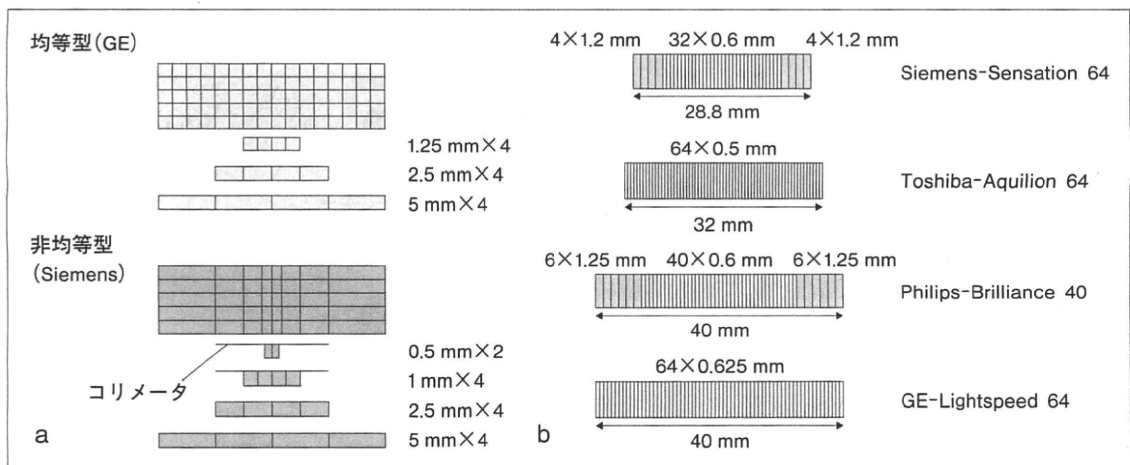 均等型(GE)
1.25 mm×4
2.5 mm×4
5 mm×4
非均等型
(Siemens)
コリメータ
0.5 mm×2
1 mm×4
2.5 mm×4
5 mm×4
a
4×1.2 mm 32×0.6 mm 4×1.2 mm
Siemens-Sensation 64
28.8 mm
64×0.5 mm
Toshiba-Aquilion 64
32 mm
6×1.25 mm 40×0.6 mm 6×1.25 mm
Philips-Brilliance 40
40 mm
64×0.625 mm
GE-Lightspeed 64
40 mm
b